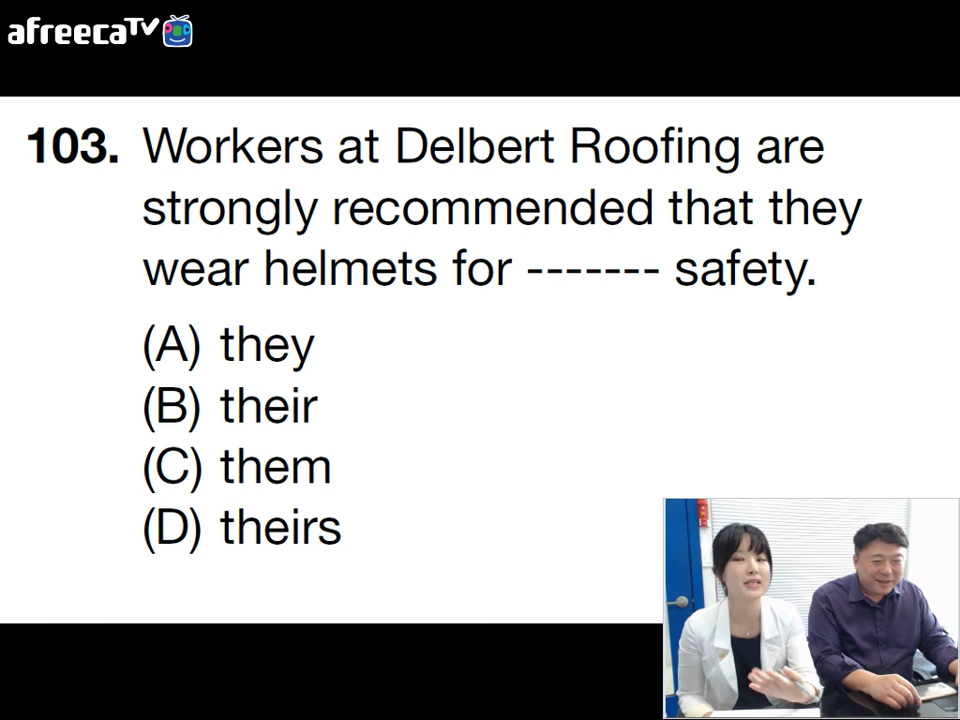 afreecaTV
103. Workers at Delbert Roofing are
strongly recommended that they
wear helmets for ------- safety.
(A) they
(B) their
(C) them
(D) theirs